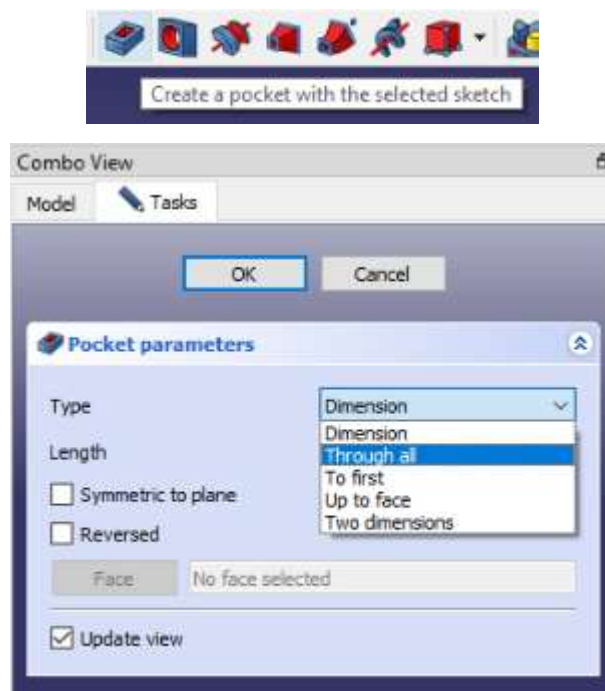 Create a pocket with the selected sketch
Combo View
Model Tasks
OK Cancel
Pocket parameters
Type Dimension
Dimension
Length Through all
To first
Symmetric to plane Up to face
Two dimensions
Reversed
Face No face selected
Update view